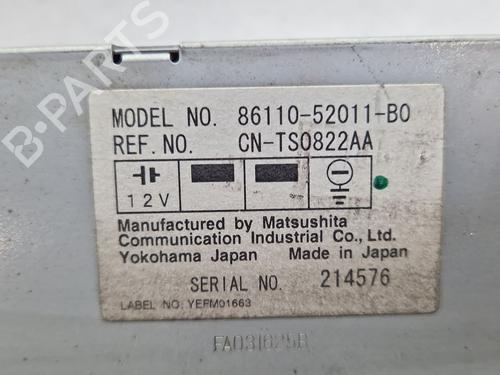 B-PARTS
MODEL NO. 86110-52011-B0
REF.NO. CN-TS0822AA
12V
Manufactured by Matsushita
Communication Industrial Co., Ltd.
Yokohama Japan Made in Japan
SERIAL NO. 214576
LABEL NO. YEFM01663